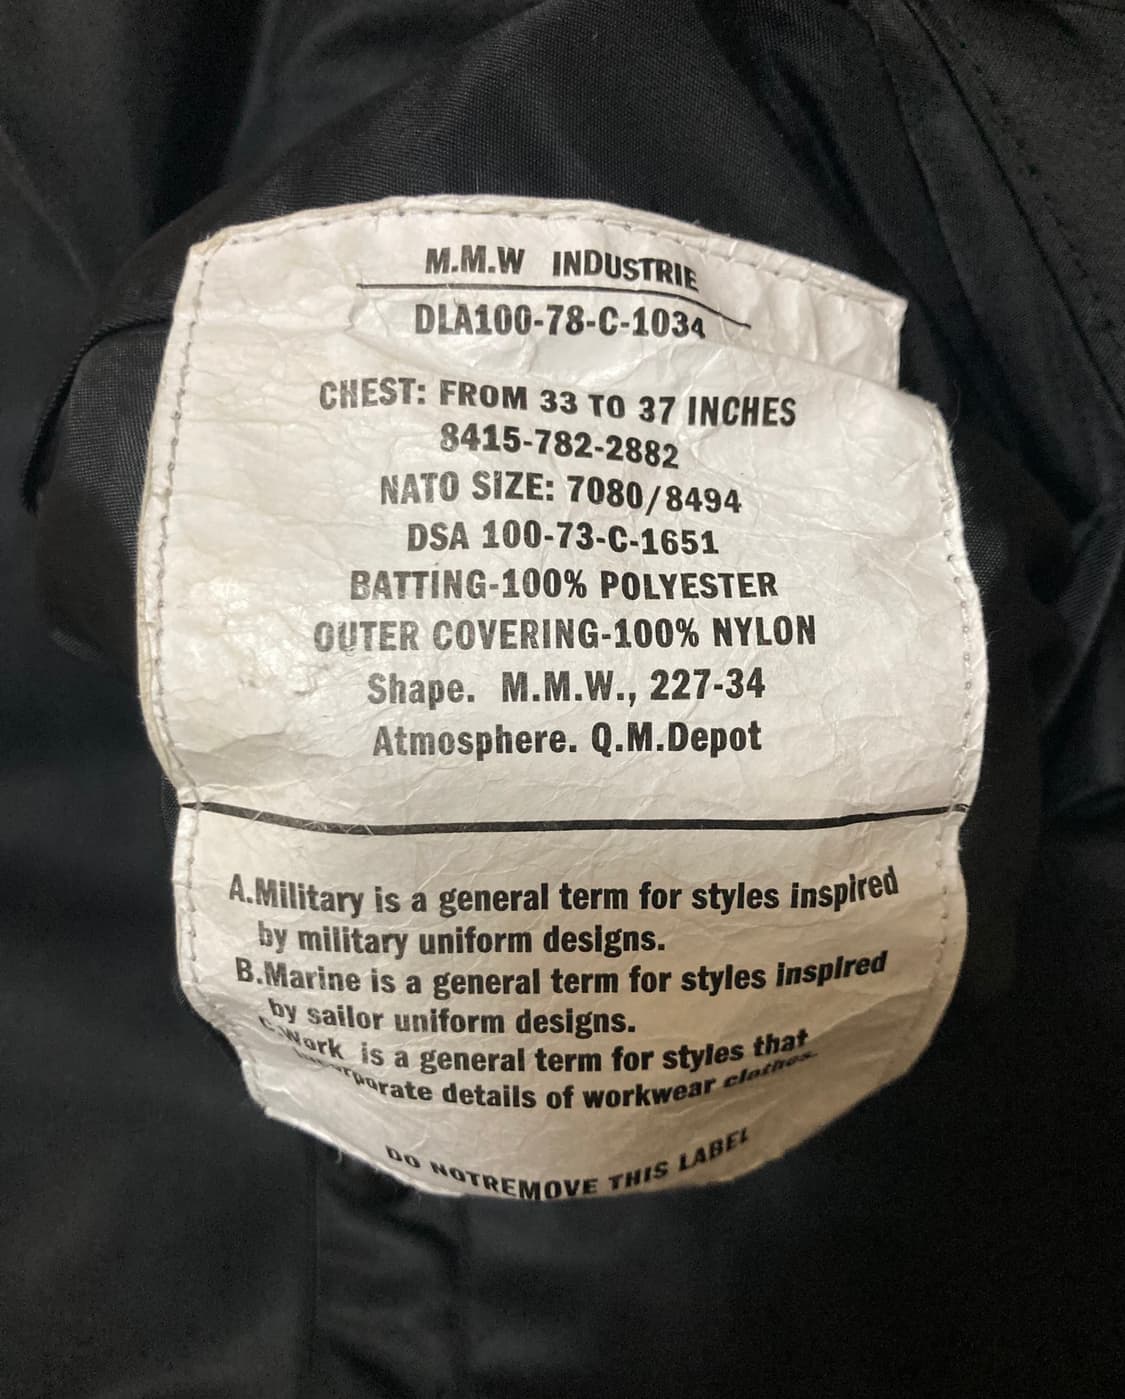 M.M.W INDUSTRIE
DLA100-78-C-1034
CHEST: FROM 33 TO 37 INCHES
8415-782-2882
NATO SIZE: 7080/8494
DSA 100-73-C-1651
BATTING-100% POLYESTER
OUTER COVERING-100% NYLON
Shape. M.M.W., 227-34
Atmosphere. Q.M.Depot
A.Military is a general term for styles inspired
by military uniform designs.
B.Marine is a general term for styles inspired
by sailor uniform designs.
C.Work is a general term for styles that
incorporate details of workwear clothes.
DO NOTREMOVE THIS LABEL